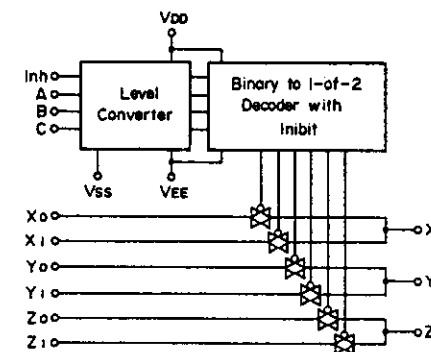 VDD
Inh
A
B
C
Level
Converter
Binary to 1-of-2
Decoder with
Inibit
VSS
VEE
X0
X1
X
Y0
Y1
Y
Z0
Z1
Z